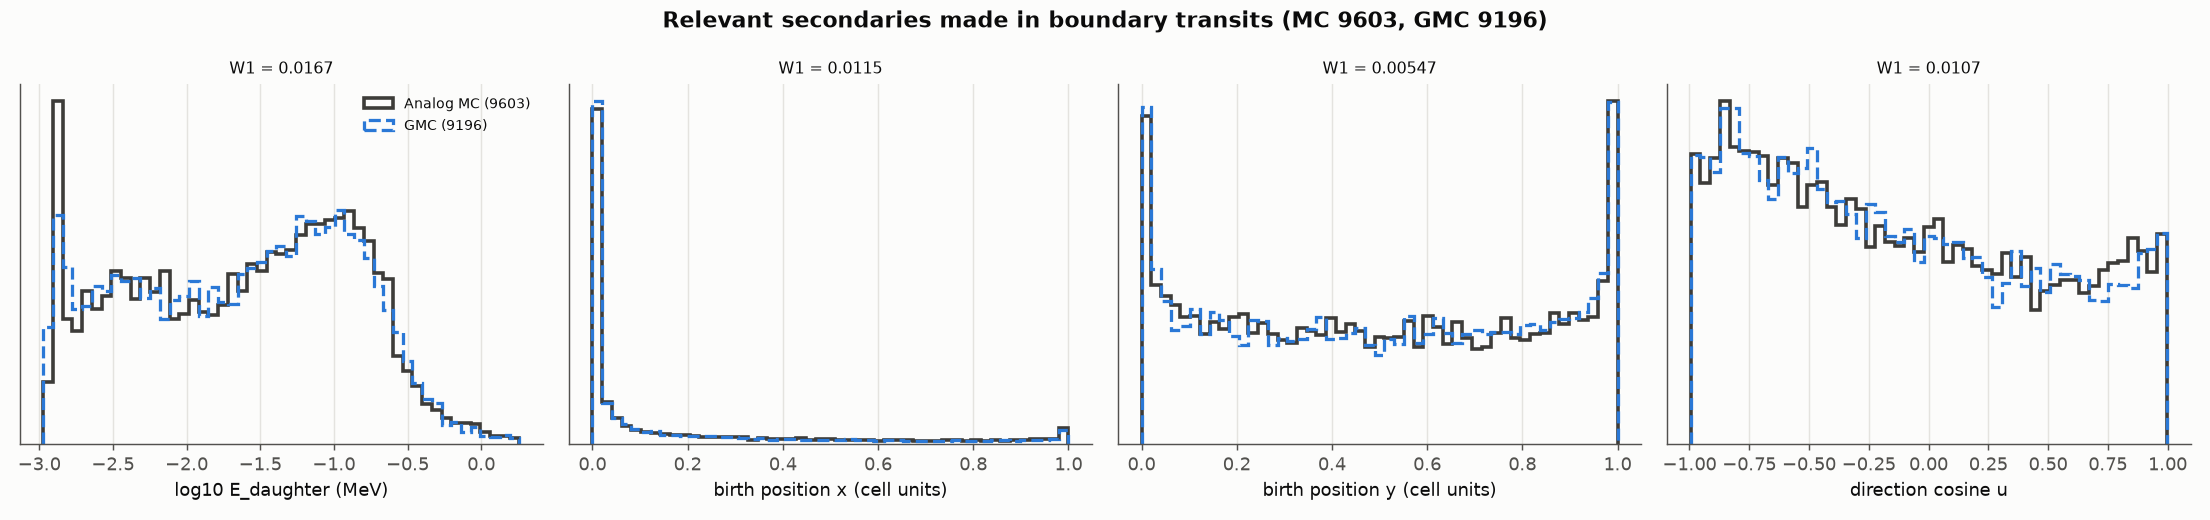 Relevant secondaries made in boundary transits (MC 9603, GMC 9196)
W1 = 0.0167
Analog MC (9603)
GMC (9196)
−3.0 −2.5 −2.0 −1.5 −1.0 −0.5 0.0
log10 E_daughter (MeV)
W1 = 0.0115
0.0 0.2 0.4 0.6 0.8 1.0
birth position x (cell units)
W1 = 0.00547
0.0 0.2 0.4 0.6 0.8 1.0
birth position y (cell units)
W1 = 0.0107
−1.00 −0.75 −0.50 −0.25 0.00 0.25 0.50 0.75 1.00
direction cosine u